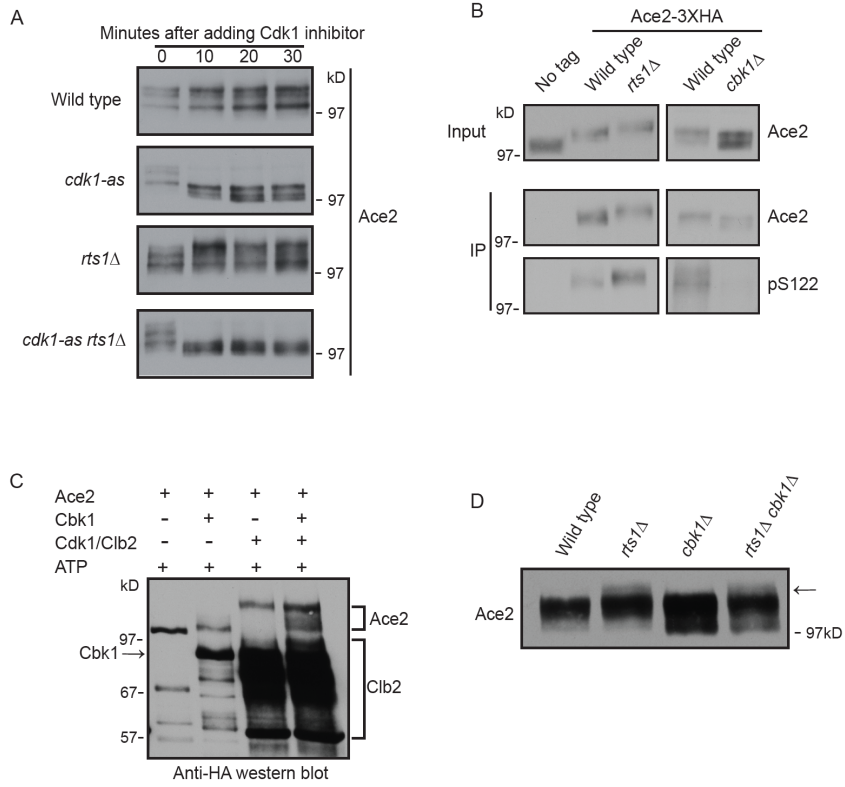 A
Minutes after adding Cdk1 inhibitor
0 10 20 30
kD
Wild type
- 97
cdk1-as
- 97
Ace2
rts1Δ
- 97
cdk1-as rts1Δ
- 97
B
Ace2-3XHA
No tag Wild type rts1Δ Wild type cbk1Δ
kD
Input
97-
Ace2
IP
97-
Ace2
97-
pS122
C
Ace2 + + + +
Cbk1 - + - +
Cdk1/Clb2 - - + +
ATP + + + +
kD
Ace2
97-
Cbk1→
Clb2
67-
57-
Anti-HA western blot
D
Wild type rts1Δ cbk1Δ rts1Δ cbk1Δ
←
Ace2
- 97kD